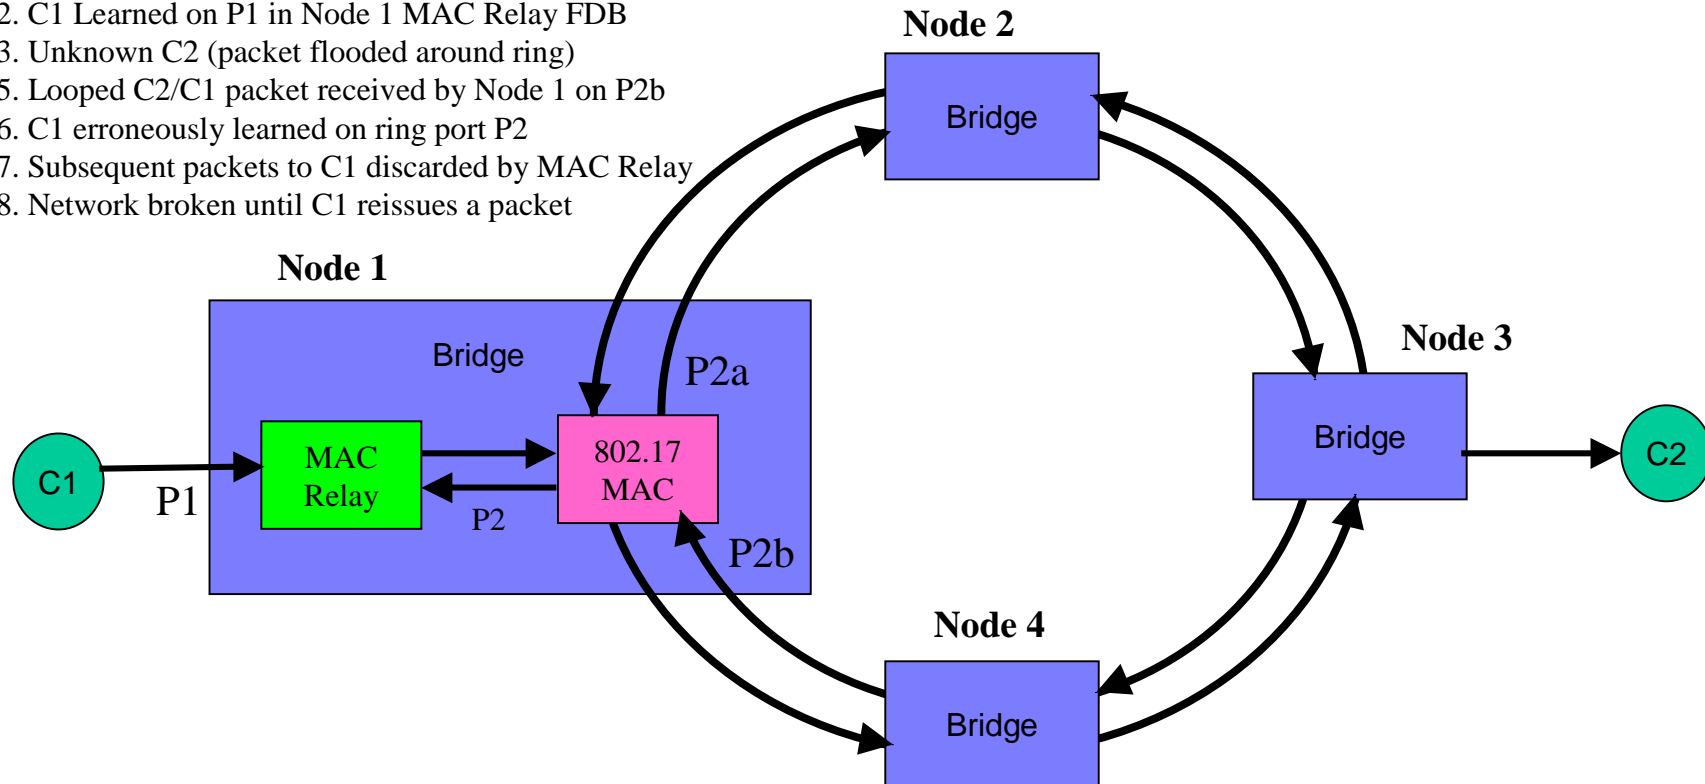 2. C1 Learned on P1 in Node 1 MAC Relay FDB
3. Unknown C2 (packet flooded around ring)
5. Looped C2/C1 packet received by Node 1 on P2b
6. C1 erroneously learned on ring port P2
7. Subsequent packets to C1 discarded by MAC Relay
8. Network broken until C1 reissues a packet
Node 2
Bridge
Node 1
Bridge
P2a
Node 3
Bridge
C1
P1
MAC
Relay
P2
802.17
MAC
P2b
C2
Node 4
Bridge